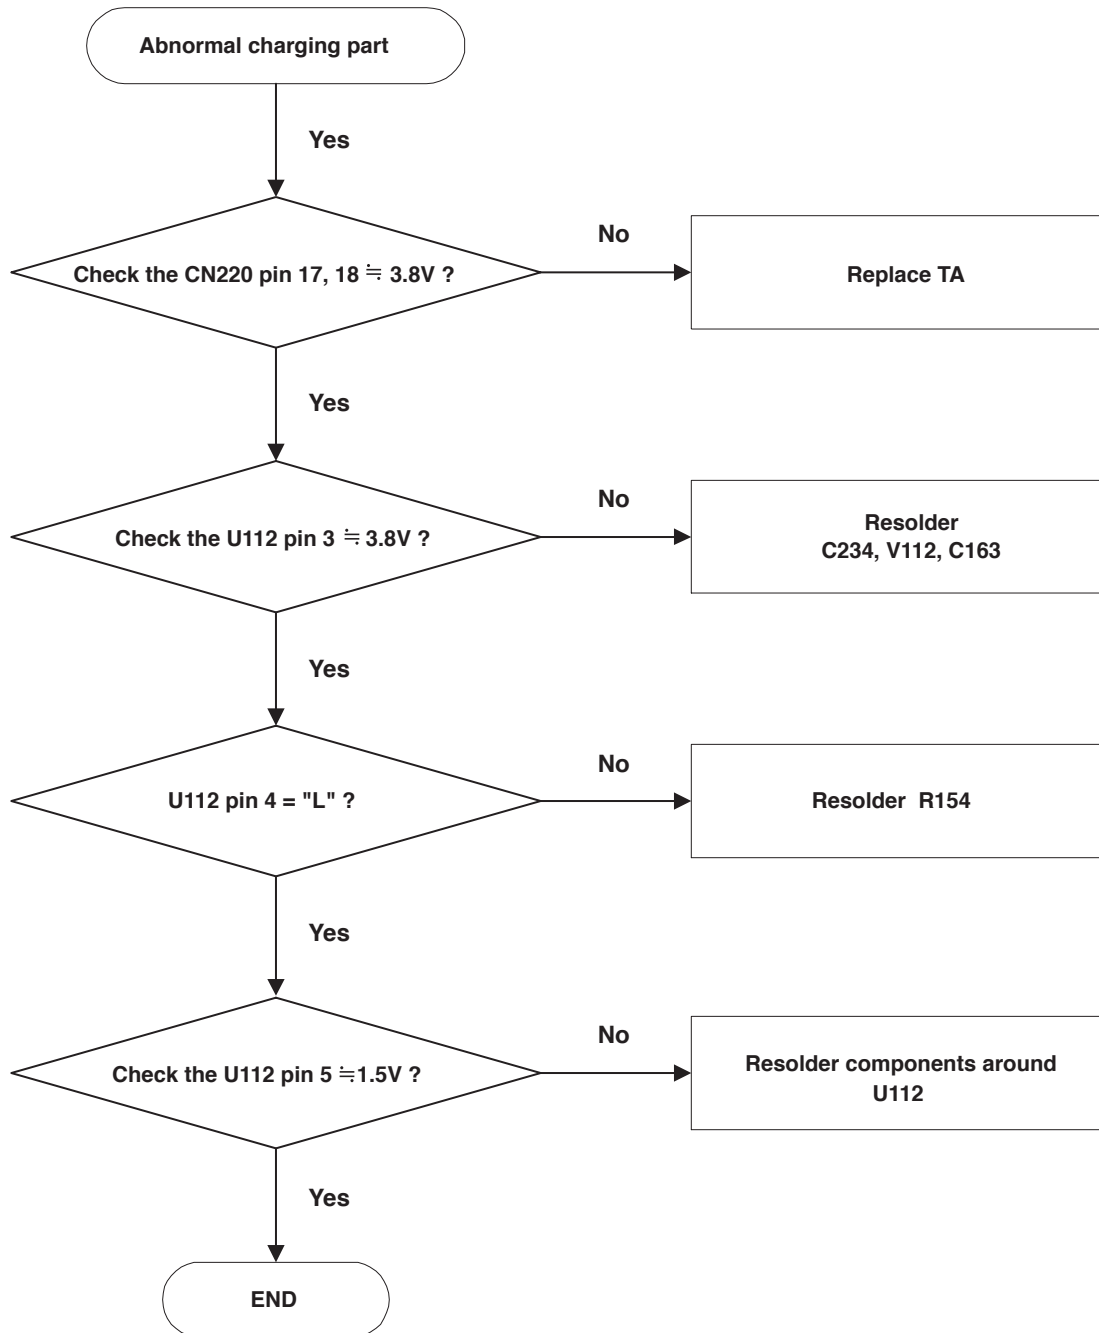 Abnormal charging part
Yes
Check the CN220 pin 17, 18 ≒ 3.8V ?
No
Replace TA
Yes
Check the U112 pin 3 ≒ 3.8V ?
No
Resolder
C234, V112, C163
Yes
U112 pin 4 = "L" ?
No
Resolder R154
Yes
Check the U112 pin 5 ≒1.5V ?
No
Resolder components around
U112
Yes
END